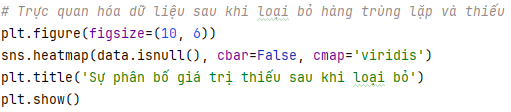 # Trực quan hóa dữ liệu sau khi loại bỏ hàng trùng lặp và thiếu
plt.figure(figsize=(10, 6))
sns.heatmap(data.isnull(), cbar=False, cmap='viridis')
plt.title('Sự phân bố giá trị thiếu sau khi loại bỏ')
plt.show()